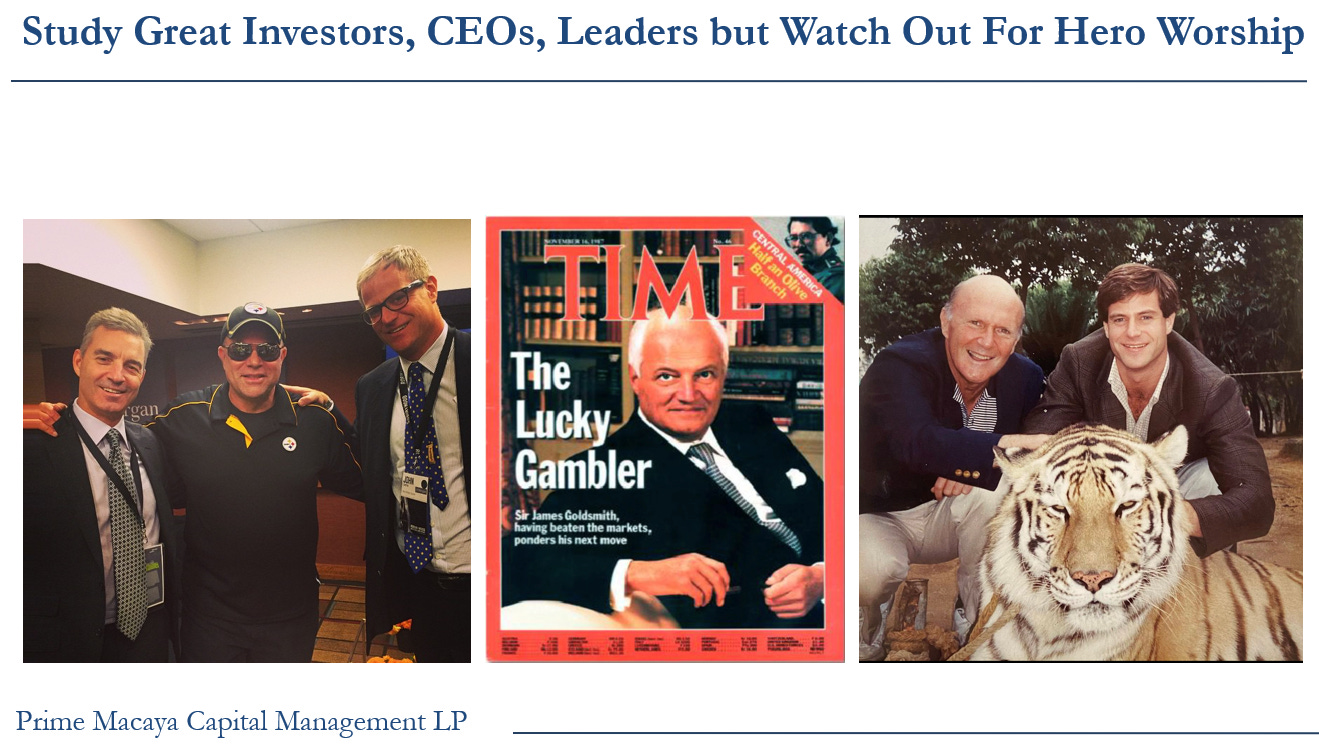 Study Great Investors, CEOs, Leaders but Watch Out For Hero Worship
rgan
JOHN
NOVEMBER 16, 1987
No. 46
TIME
CENTRAL AMERICA
Half an Olive
Branch
The
Lucky
Gambler
Sir James Goldsmith,
having beaten the markets,
ponders his next move
Prime Macaya Capital Management LP